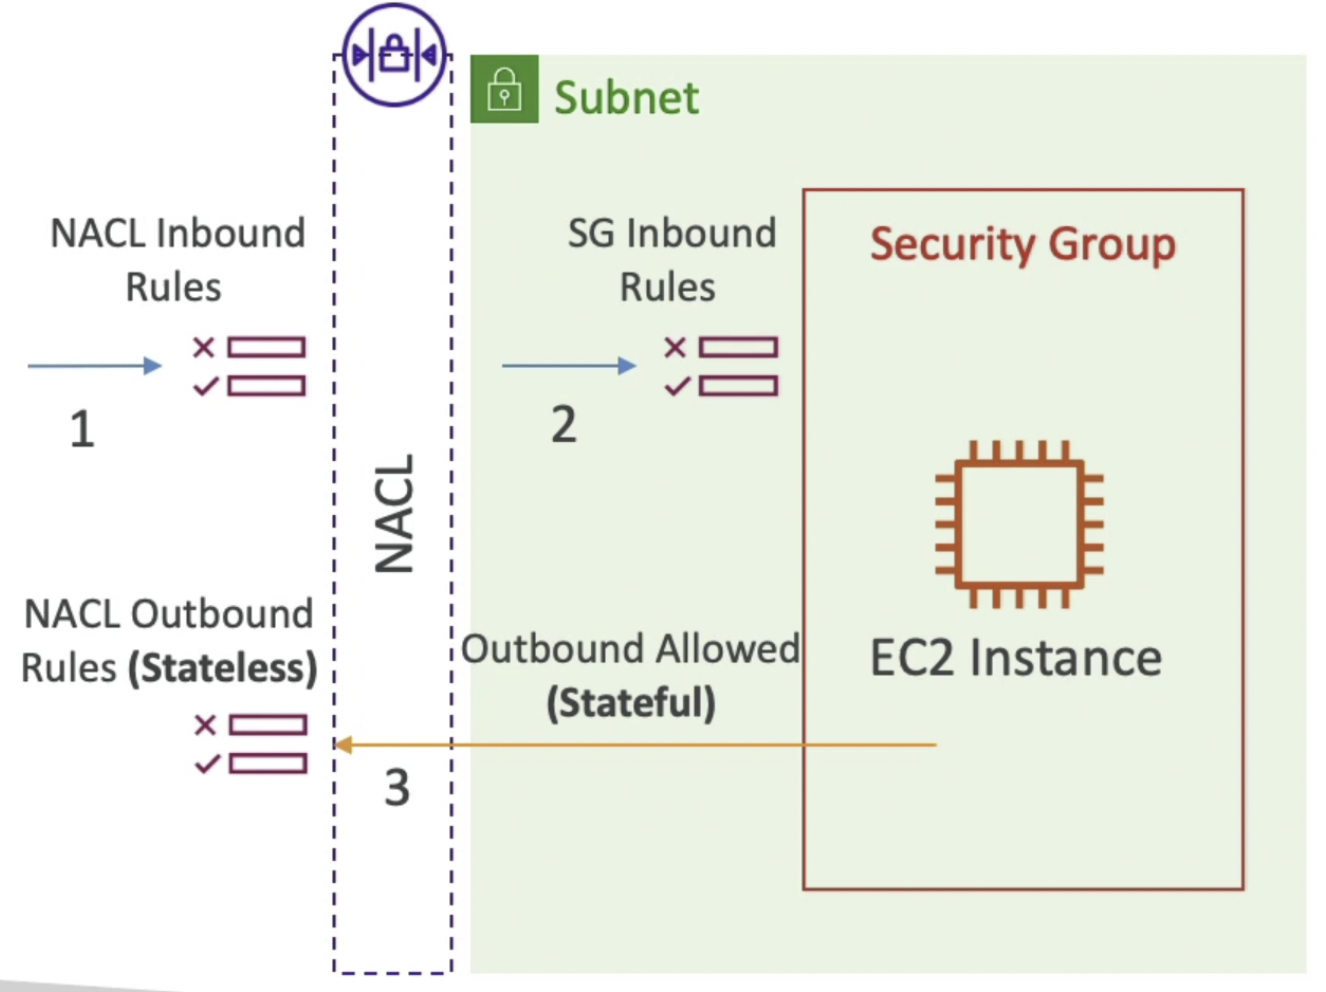 Subnet
NACL Inbound
Rules
SG Inbound
Rules
Security Group
1
2
NACL
NACL Outbound
Rules (Stateless)
Outbound Allowed
(Stateful)
EC2 Instance
3